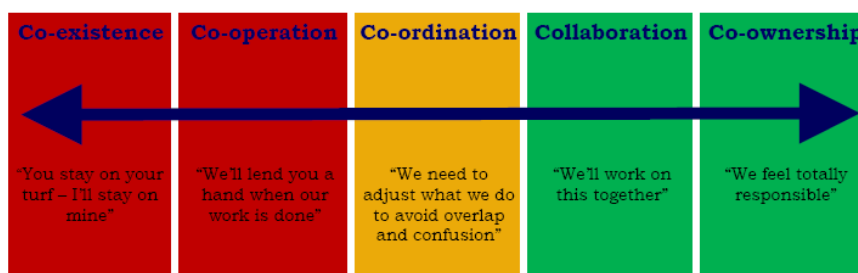 Co-existence
Co-operation
Co-ordination
Collaboration
Co-ownership
“You stay on your
turf – I’ll stay on
mine”
“We’ll lend you a
hand when our
work is done”
“We need to
adjust what we do
to avoid overlap
and confusion”
“We’ll work on
this together”
“We feel totally
responsible”